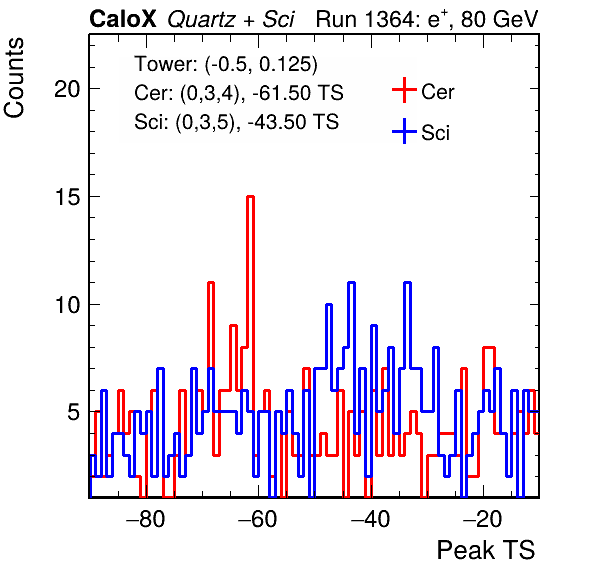 CaloX Quartz + Sci Run 1364: e+, 80 GeV
Counts
Tower: (-0.5, 0.125)
Cer: (0,3,4), -61.50 TS
Sci: (0,3,5), -43.50 TS
Cer
Sci
20
15
10
5
−80 −60 −40 −20
Peak TS